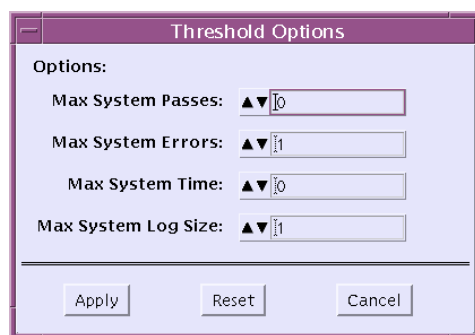 Threshold Options
Options:
Max System Passes: 0
Max System Errors: 1
Max System Time: 0
Max System Log Size: 1
Apply Reset Cancel